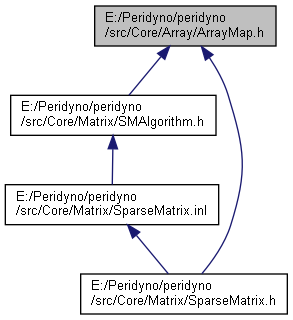 E:/Peridyno/peridyno
/src/Core/Array/ArrayMap.h
E:/Peridyno/peridyno
/src/Core/Matrix/SMAlgorithm.h
E:/Peridyno/peridyno
/src/Core/Matrix/SparseMatrix.inl
E:/Peridyno/peridyno
/src/Core/Matrix/SparseMatrix.h